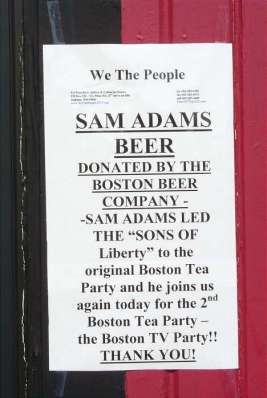 We The People
SAM ADAMS
BEER
DONATED BY THE
BOSTON BEER
COMPANY -
-SAM ADAMS LED
THE “SONS OF
Liberty” to the
original Boston Tea
Party and he joins us
again today for the 2nd
Boston Tea Party –
the Boston TV Party!!
THANK YOU!